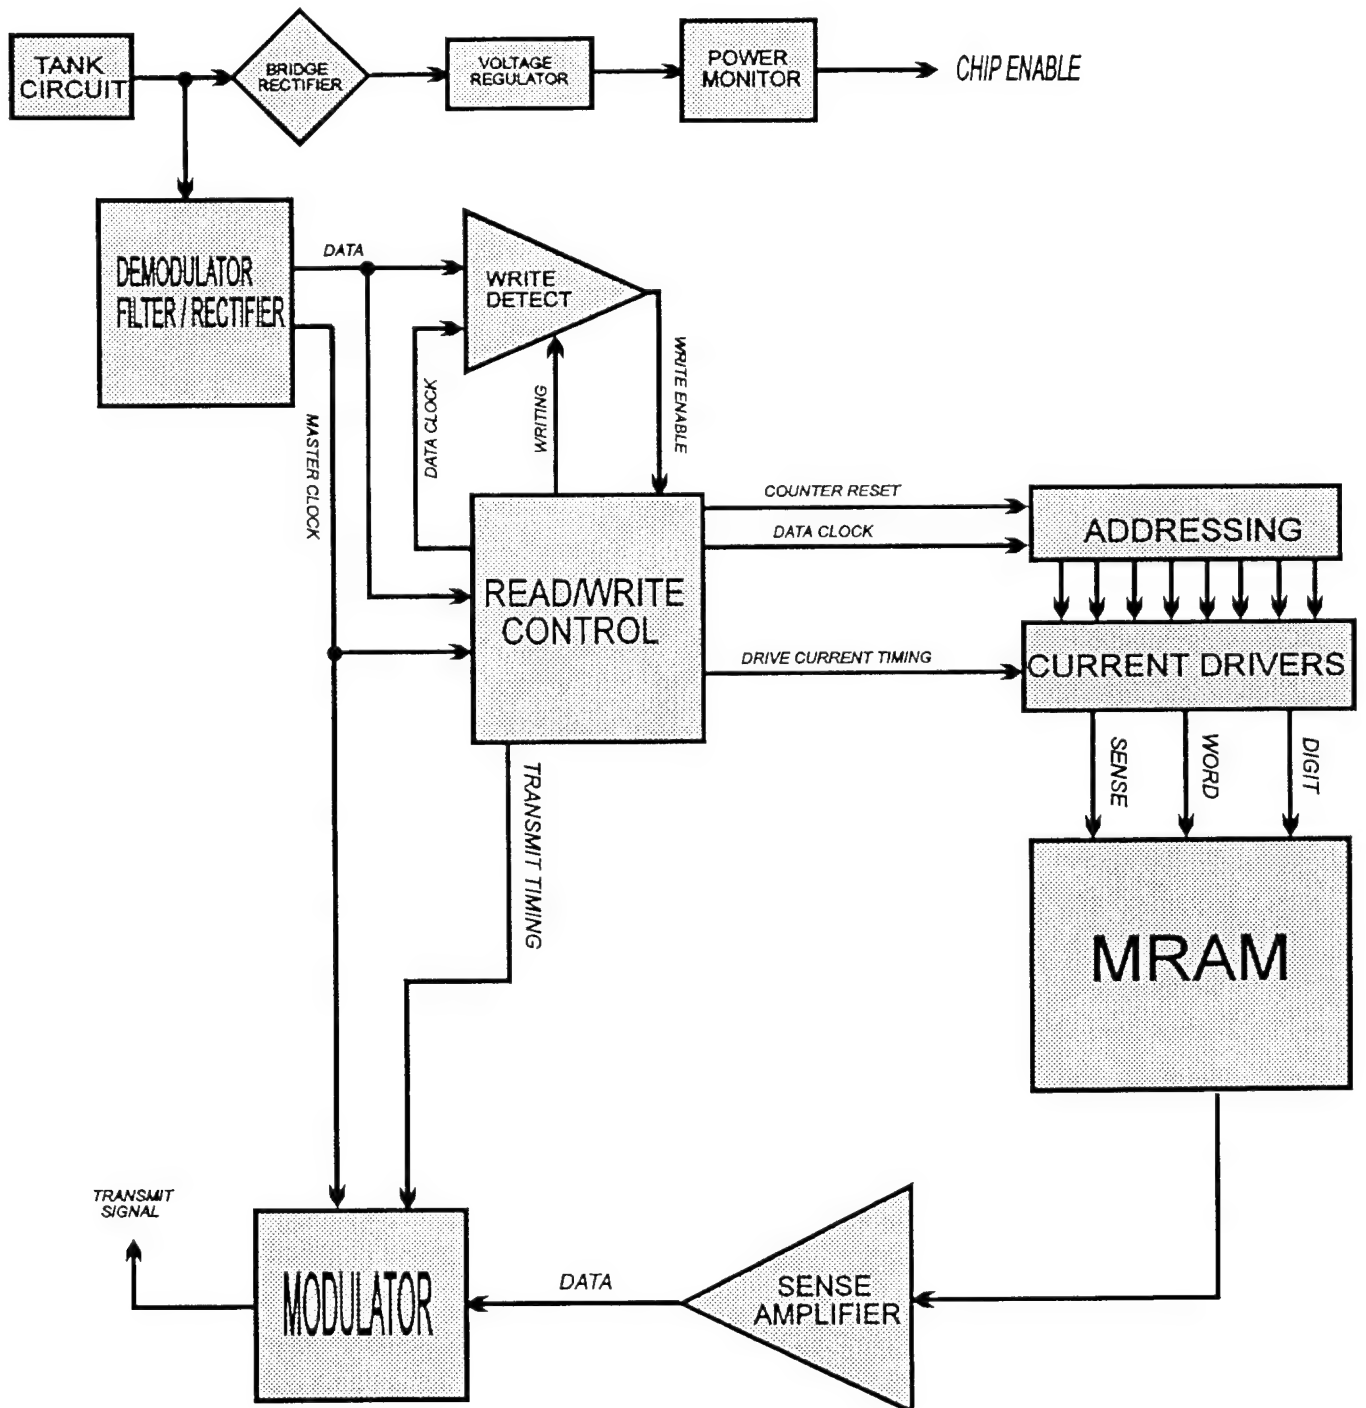 TANK
CIRCUIT
BRIDGE
RECTIFIER
VOLTAGE
REGULATOR
POWER
MONITOR
CHIP ENABLE
DEMODULATOR
FILTER / RECTIFIER
DATA
WRITE
DETECT
MASTER CLOCK
DATA CLOCK
WRITING
WRITE ENABLE
READ/WRITE
CONTROL
COUNTER RESET
DATA CLOCK
ADDRESSING
DRIVE CURRENT TIMING
CURRENT DRIVERS
SENSE
WORD
DIGIT
TRANSMIT TIMING
MRAM
TRANSMIT
SIGNAL
MODULATOR
DATA
SENSE
AMPLIFIER